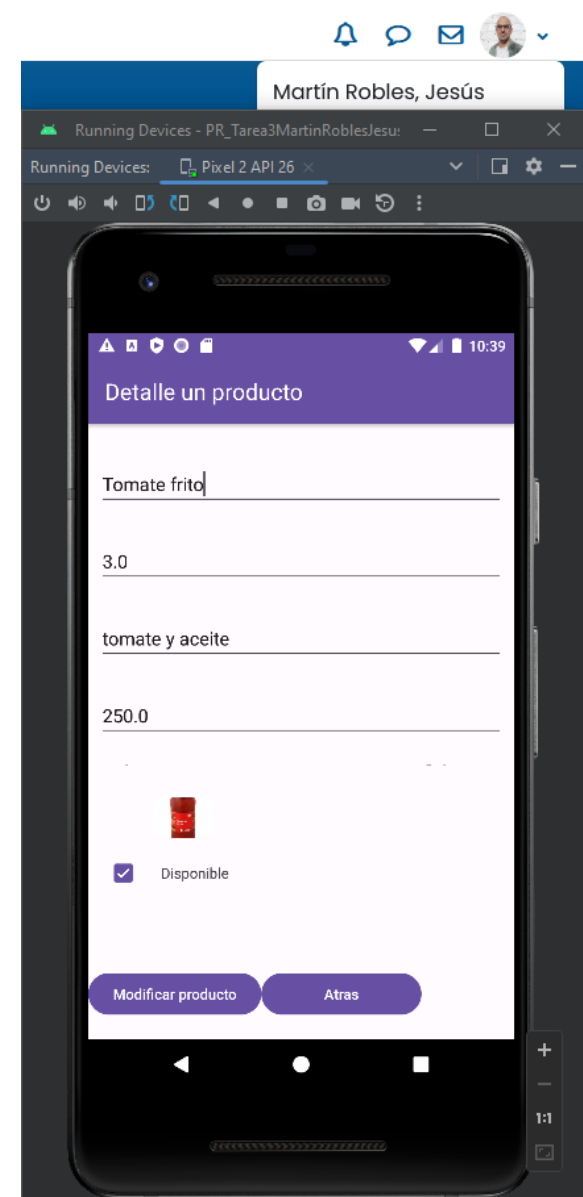 Martín Robles, Jesús
Running Devices - PR_Tarea3MartinRoblesJesu:
Running Devices: Pixel 2 API 26
10:39
Detalle un producto
Tomate frito
3.0
tomate y aceite
250.0
Disponible
Modificar producto Atras
1:1